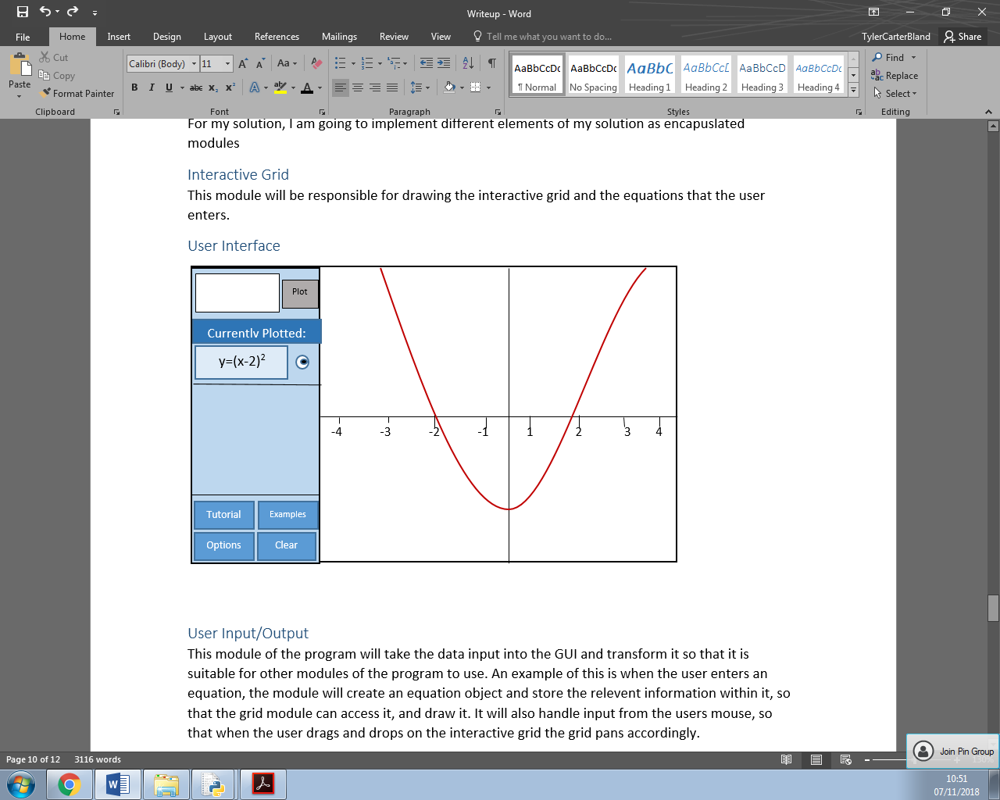 Writeup - Word
File Home Insert Design Layout References Mailings Review View Tell me what you want to do... TylerCarterBland Share
Paste
Cut
Copy
Format Painter
Clipboard
Calibri (Body) 11
B I U abc x₂ x²
Font
Paragraph
AaBbCcDc AaBbCcDc AaBbC AaBbCcD AaBbCcD AaBbCcDc
¶ Normal No Spacing Heading 1 Heading 2 Heading 3 Heading 4
Styles
Find
Replace
Select
Editing
For my solution, I am going to implement different elements of my solution as encapuslated
modules
Interactive Grid
This module will be responsible for drawing the interactive grid and the equations that the user
enters.
User Interface
Plot
Currently Plotted:
y=(x-2)²
-4 -3 -2 -1 1 2 3 4
Tutorial Examples
Options Clear
User Input/Output
This module of the program will take the data input into the GUI and transform it so that it is
suitable for other modules of the program to use. An example of this is when the user enters an
equation, the module will create an equation object and store the relevent information within it, so
that the grid module can access it, and draw it. It will also handle input from the users mouse, so
that when the user drags and drops on the interactive grid the grid pans accordingly.
Page 10 of 12 3116 words
Join Pin Group
10:51
07/11/2018